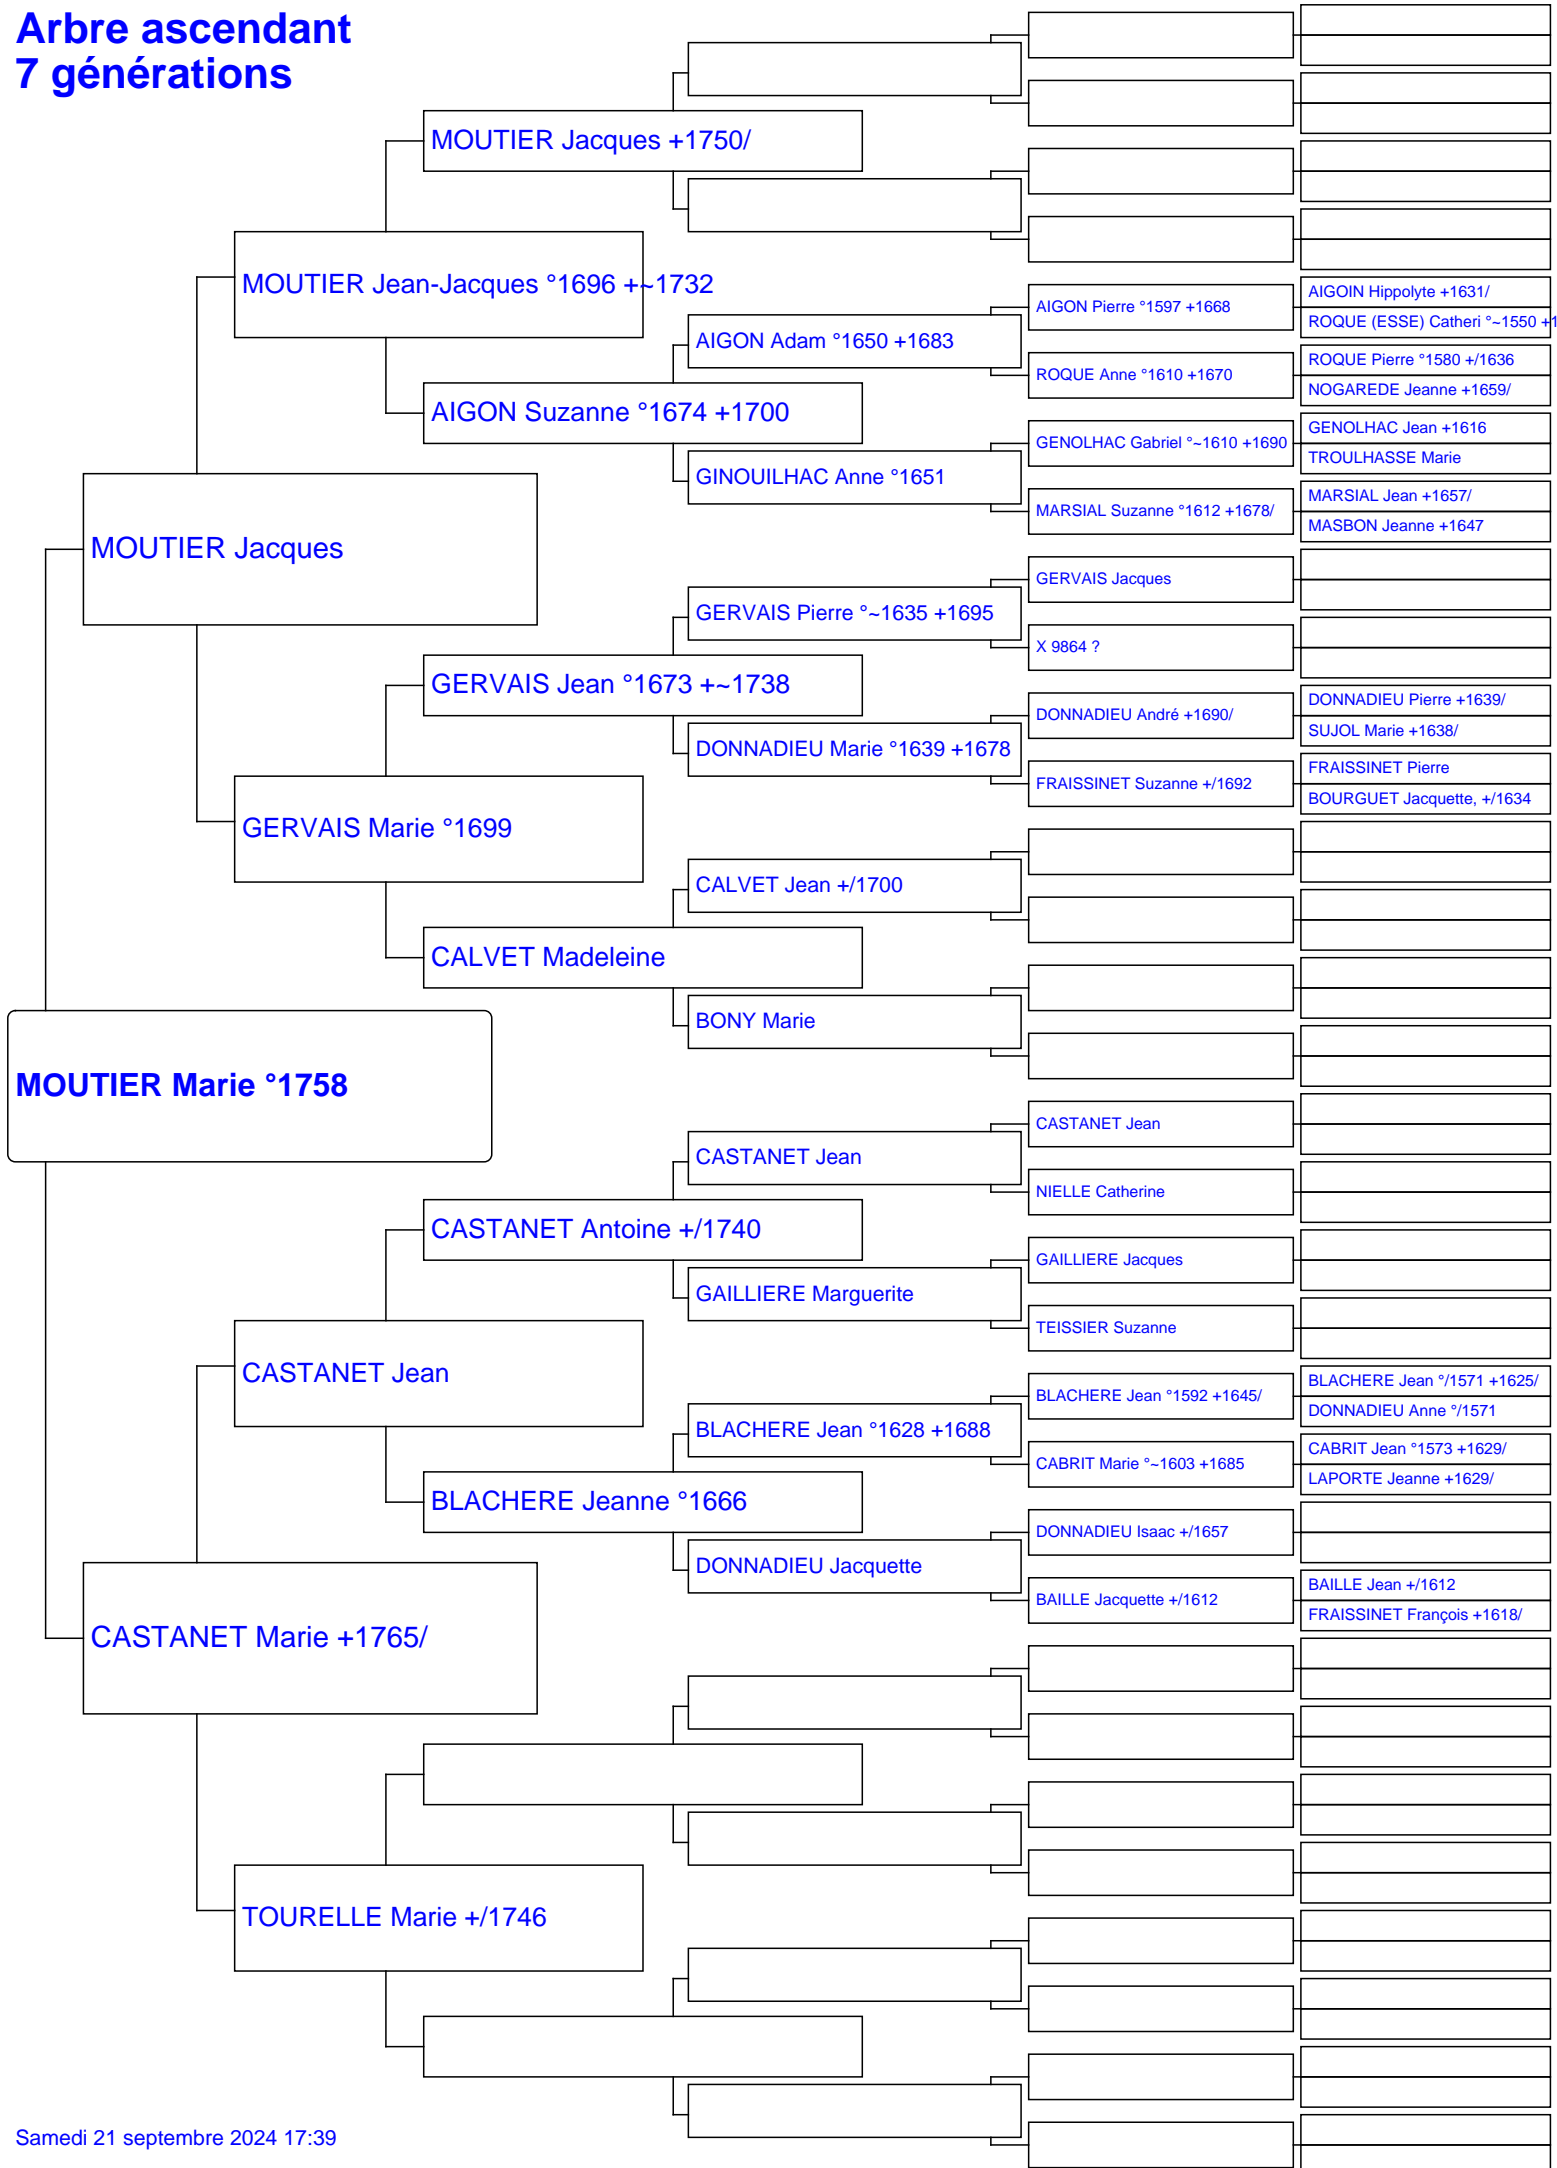 Arbre ascendant
7 générations
MOUTIER Jacques +1750/
MOUTIER Jean-Jacques °1696 +~1732
AIGON Pierre °1597 +1668
AIGOIN Hippolyte +1631/
ROQUE (ESSE) Catheri °~1550 +1
AIGON Adam °1650 +1683
ROQUE Anne °1610 +1670
ROQUE Pierre °1580 +/1636
NOGAREDE Jeanne +1659/
AIGON Suzanne °1674 +1700
GENOLHAC Gabriel °~1610 +1690
GENOLHAC Jean +1616
TROULHASSE Marie
GINOUILHAC Anne °1651
MARSIAL Suzanne °1612 +1678/
MARSIAL Jean +1657/
MASBON Jeanne +1647
MOUTIER Jacques
GERVAIS Jacques
GERVAIS Pierre °~1635 +1695
X 9864 ?
GERVAIS Jean °1673 +~1738
DONNADIEU André +1690/
DONNADIEU Pierre +1639/
SUJOL Marie +1638/
DONNADIEU Marie °1639 +1678
FRAISSINET Suzanne +/1692
FRAISSINET Pierre
BOURGUET Jacquette, +/1634
GERVAIS Marie °1699
CALVET Jean +/1700
CALVET Madeleine
BONY Marie
MOUTIER Marie °1758
CASTANET Jean
CASTANET Jean
NIELLE Catherine
CASTANET Antoine +/1740
GAILLIERE Jacques
GAILLIERE Marguerite
TEISSIER Suzanne
CASTANET Jean
BLACHERE Jean °1592 +1645/
BLACHERE Jean °/1571 +1625/
DONNADIEU Anne °/1571
BLACHERE Jean °1628 +1688
CABRIT Marie °~1603 +1685
CABRIT Jean °1573 +1629/
LAPORTE Jeanne +1629/
BLACHERE Jeanne °1666
DONNADIEU Isaac +/1657
DONNADIEU Jacquette
BAILLE Jacquette +/1612
BAILLE Jean +/1612
FRAISSINET François +1618/
CASTANET Marie +1765/
TOURELLE Marie +/1746
Samedi 21 septembre 2024 17:39